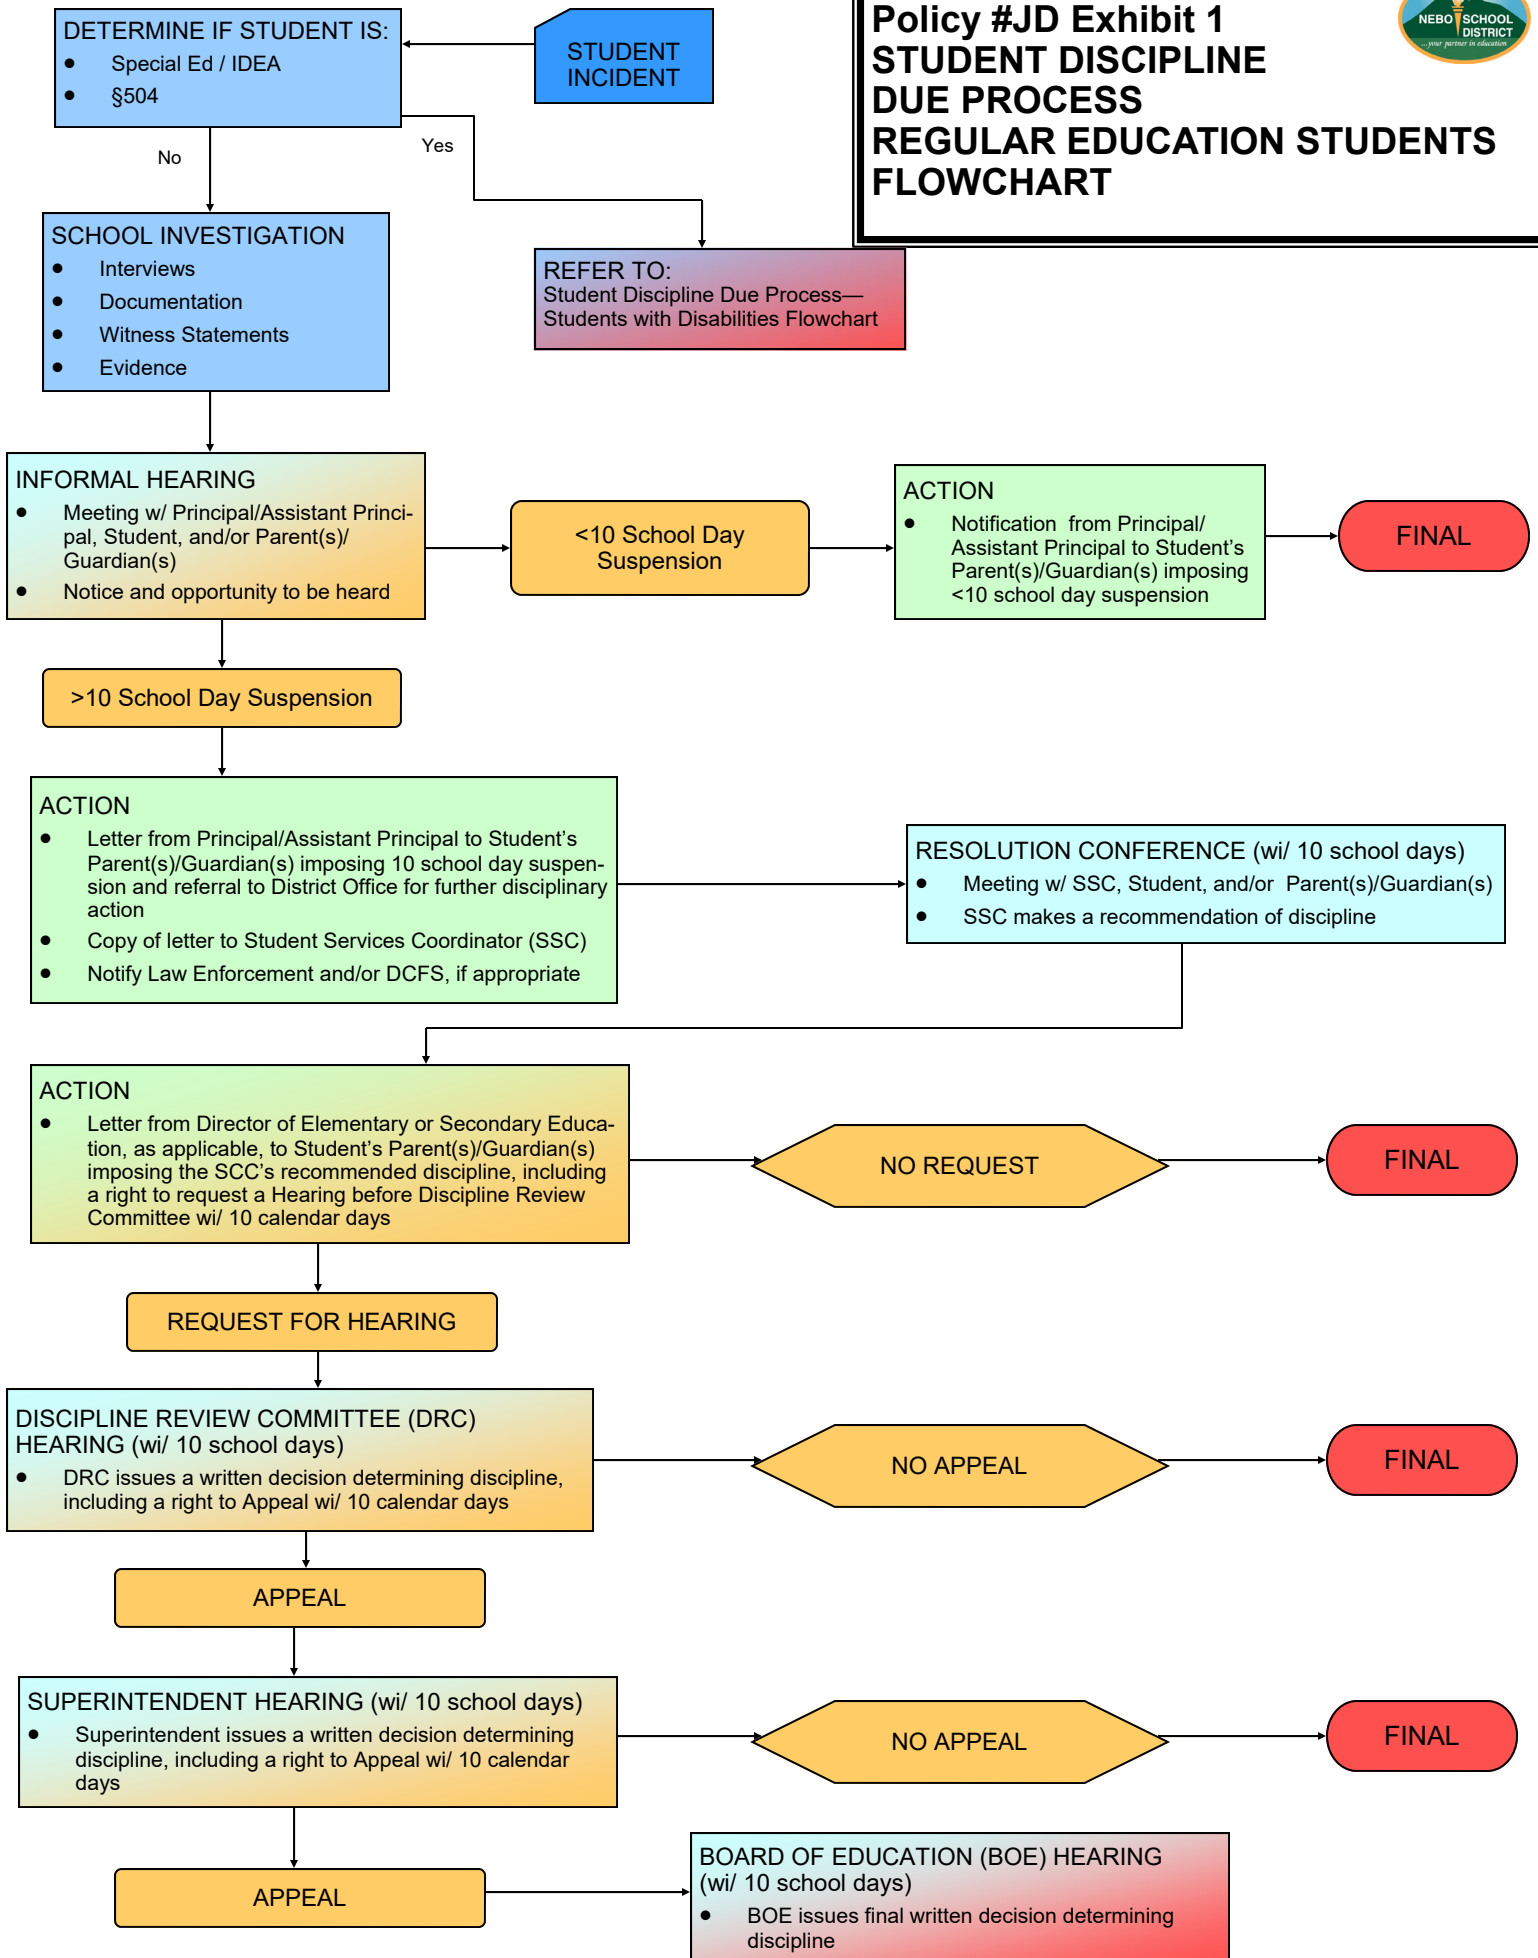 Policy #JD Exhibit 1
STUDENT DISCIPLINE
DUE PROCESS
REGULAR EDUCATION STUDENTS
FLOWCHART
NEBO SCHOOL
DISTRICT
...your partner in education
STUDENT
INCIDENT
DETERMINE IF STUDENT IS:
● Special Ed / IDEA
● §504
No
Yes
SCHOOL INVESTIGATION
● Interviews
● Documentation
● Witness Statements
● Evidence
REFER TO:
Student Discipline Due Process—
Students with Disabilities Flowchart
INFORMAL HEARING
● Meeting w/ Principal/Assistant Princi-
pal, Student, and/or Parent(s)/
Guardian(s)
● Notice and opportunity to be heard
<10 School Day
Suspension
ACTION
● Notification from Principal/
Assistant Principal to Student’s
Parent(s)/Guardian(s) imposing
<10 school day suspension
FINAL
>10 School Day Suspension
ACTION
● Letter from Principal/Assistant Principal to Student’s
Parent(s)/Guardian(s) imposing 10 school day suspen-
sion and referral to District Office for further disciplinary
action
● Copy of letter to Student Services Coordinator (SSC)
● Notify Law Enforcement and/or DCFS, if appropriate
RESOLUTION CONFERENCE (wi/ 10 school days)
● Meeting w/ SSC, Student, and/or Parent(s)/Guardian(s)
● SSC makes a recommendation of discipline
ACTION
● Letter from Director of Elementary or Secondary Educa-
tion, as applicable, to Student’s Parent(s)/Guardian(s)
imposing the SCC’s recommended discipline, including
a right to request a Hearing before Discipline Review
Committee wi/ 10 calendar days
NO REQUEST
FINAL
REQUEST FOR HEARING
DISCIPLINE REVIEW COMMITTEE (DRC)
HEARING (wi/ 10 school days)
● DRC issues a written decision determining discipline,
including a right to Appeal wi/ 10 calendar days
NO APPEAL
FINAL
APPEAL
SUPERINTENDENT HEARING (wi/ 10 school days)
● Superintendent issues a written decision determining
discipline, including a right to Appeal wi/ 10 calendar
days
NO APPEAL
FINAL
APPEAL
BOARD OF EDUCATION (BOE) HEARING
(wi/ 10 school days)
● BOE issues final written decision determining
discipline